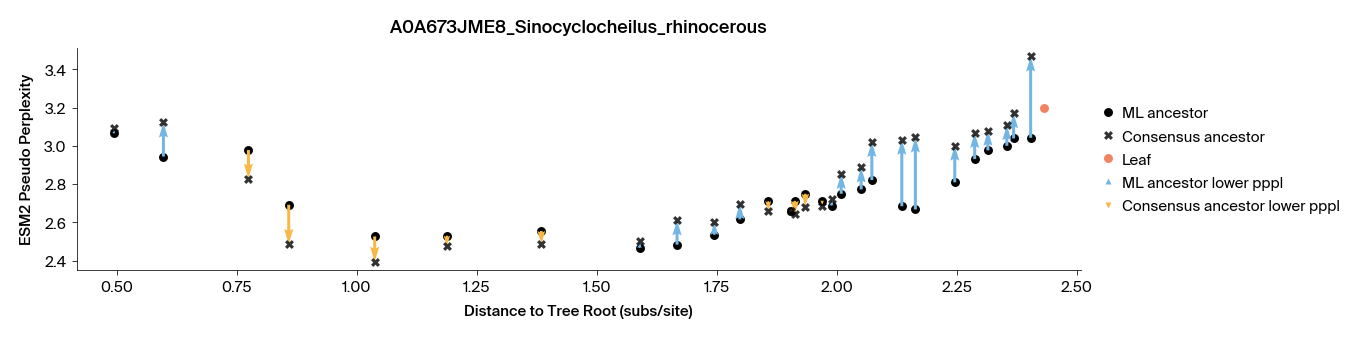 A0A673JME8_Sinocyclocheilus_rhinocerous
ESM2 Pseudo Perplexity
3.4
3.2
3.0
2.8
2.6
2.4
0.50 0.75 1.00 1.25 1.50 1.75 2.00 2.25 2.50
Distance to Tree Root (subs/site)
ML ancestor
Consensus ancestor
Leaf
ML ancestor lower pppl
Consensus ancestor lower pppl